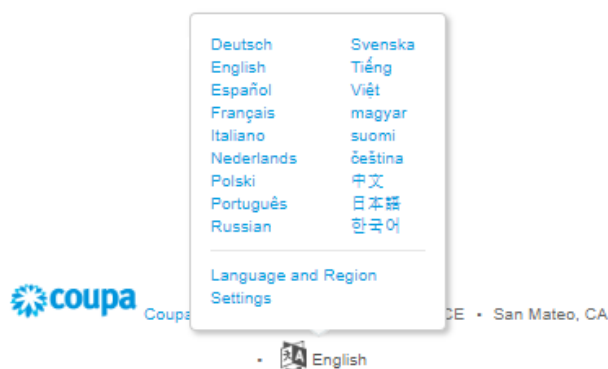 Deutsch
English
Español
Français
Italiano
Nederlands
Polski
Português
Russian
Svenska
Tiếng
Việt
magyar
suomi
čeština
中文
日本語
한국어
Language and Region
Settings
coupa
Coupa
CE • San Mateo, CA
• English